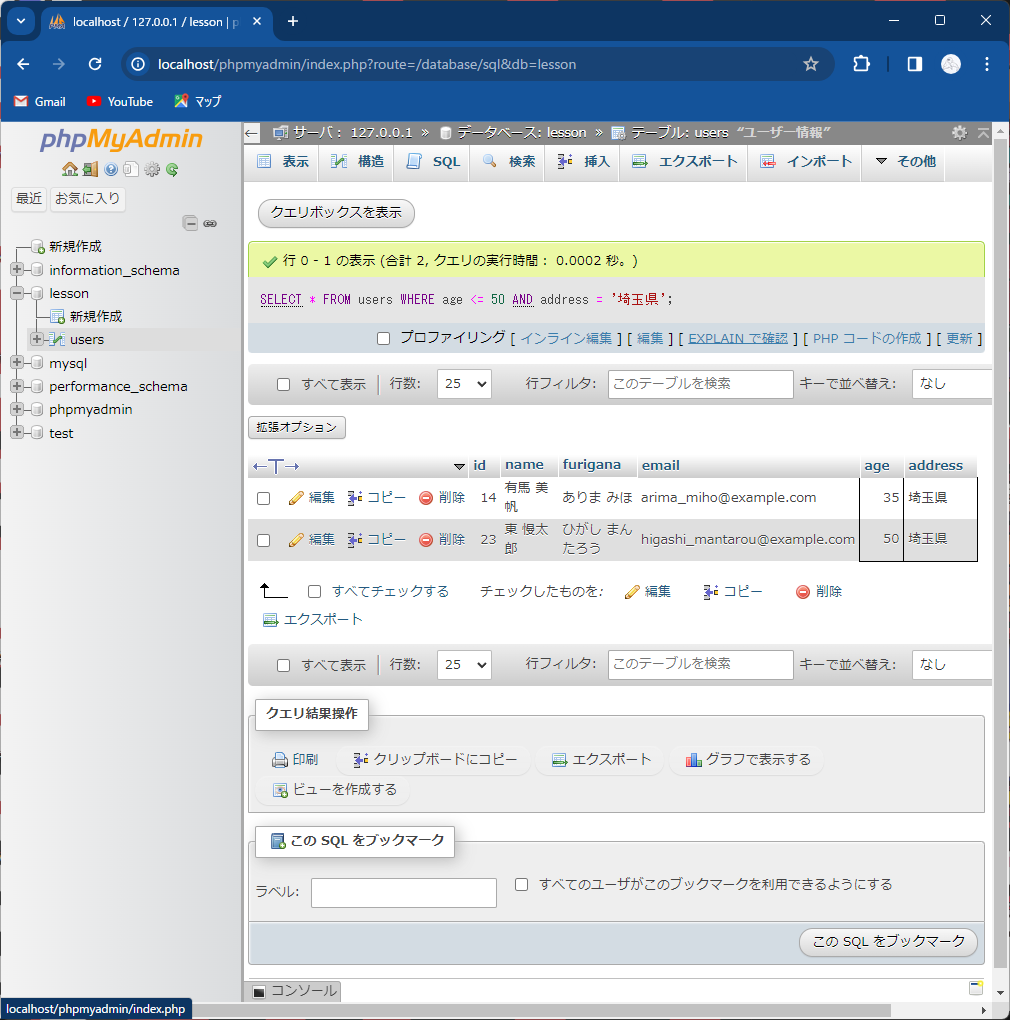 localhost / 127.0.0.1 / lesson | p
localhost/phpmyadmin/index.php?route=/database/sql&db=lesson
Gmail YouTube マップ
phpMyAdmin
最近 お気に入り
新規作成
information_schema
lesson
新規作成
users
mysql
performance_schema
phpmyadmin
test
サーバ: 127.0.0.1 » データベース: lesson » テーブル: users “ユーザー情報”
表示 構造 SQL 検索 挿入 エクスポート インポート その他
クエリボックスを表示
行 0 - 1 の表示 (合計 2, クエリの実行時間: 0.0002 秒。)
SELECT * FROM users WHERE age <= 50 AND address = '埼玉県';
プロファイリング [ インライン編集 ] [ 編集 ] [ EXPLAIN で確認 ] [ PHP コードの作成 ] [ 更新 ]
すべて表示 行数: 25 行フィルタ: このテーブルを検索 キーで並べ替え: なし
拡張オプション
←T→ id name furigana email age address
編集 コピー 削除 14 有馬 美帆 ありま みほ arima_miho@example.com 35 埼玉県
編集 コピー 削除 23 東 慢太郎 ひがし まんたろう higashi_mantarou@example.com 50 埼玉県
すべてチェックする チェックしたものを: 編集 コピー 削除
エクスポート
すべて表示 行数: 25 行フィルタ: このテーブルを検索 キーで並べ替え: なし
クエリ結果操作
印刷 クリップボードにコピー エクスポート グラフで表示する
ビューを作成する
この SQL をブックマーク
ラベル: すべてのユーザがこのブックマークを利用できるようにする
この SQL をブックマーク
コンソール
localhost/phpmyadmin/index.php